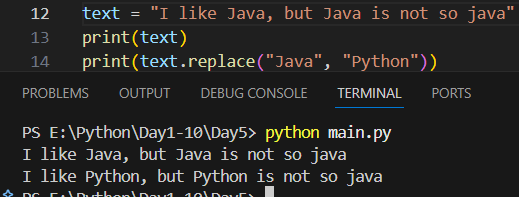 12 text = "I like Java, but Java is not so java"
13 print(text)
14 print(text.replace("Java", "Python"))
PROBLEMS OUTPUT DEBUG CONSOLE TERMINAL PORTS
PS E:\Python\Day1-10\Day5> python main.py
I like Java, but Java is not so java
I like Python, but Python is not so java
PS E:\Python\Day1-10\Day5>